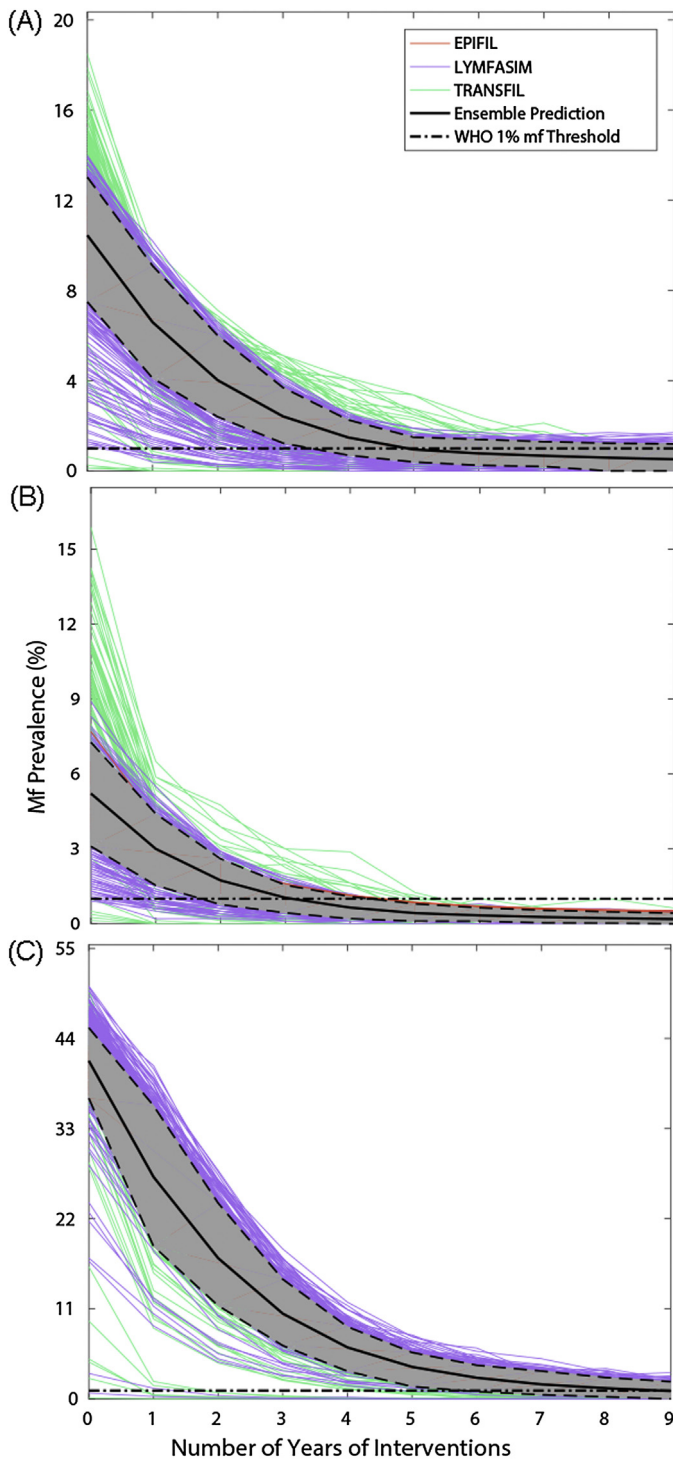 (A)
20
16
12
8
4
0
EPIFIL
LYMFASIM
TRANSFIL
Ensemble Prediction
WHO 1% mf Threshold
(B)
15
12
9
6
3
0
Mf Prevalence (%)
(C)
55
44
33
22
11
0
0 1 2 3 4 5 6 7 8 9
Number of Years of Interventions